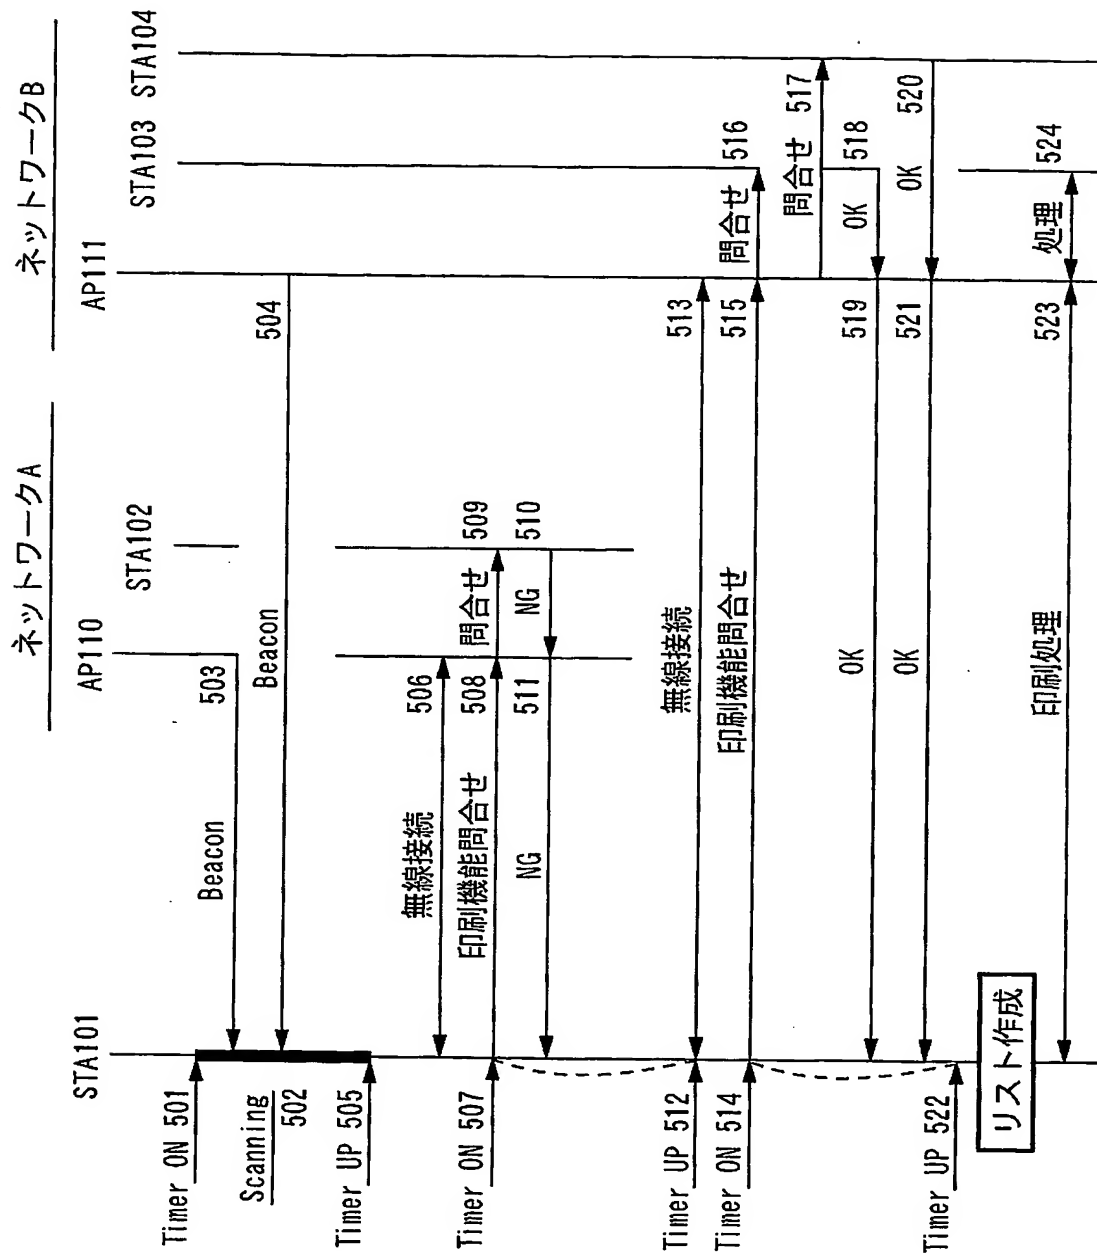 ネットワークA
ネットワークB
STA101
AP110
STA102
AP111
STA103
STA104
Timer ON 501
Scanning
502
Beacon
503
Beacon
504
Timer UP 505
無線接続
506
Timer ON 507
印刷機能問合せ
508
問合せ
509
NG
510
NG
511
Timer UP 512
無線接続
513
Timer ON 514
印刷機能問合せ
515
問合せ
516
問合せ
517
OK
518
OK
519
OK
520
OK
521
Timer UP 522
リスト作成
印刷処理
523
処理
524